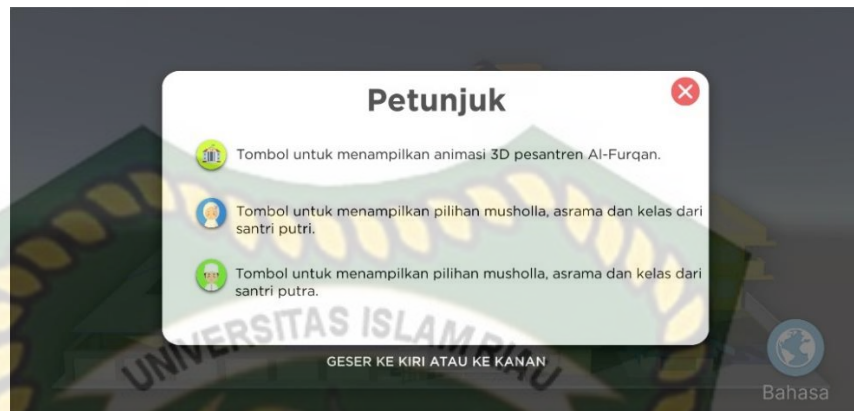 Petunjuk
Tombol untuk menampilkan animasi 3D pesantren Al-Furqan.
Tombol untuk menampilkan pilihan musholla, asrama dan kelas dari
santri putri.
Tombol untuk menampilkan pilihan musholla, asrama dan kelas dari
santri putra.
UNIVERSITAS ISLAM RIAU
GESER KE KIRI ATAU KE KANAN
Bahasa